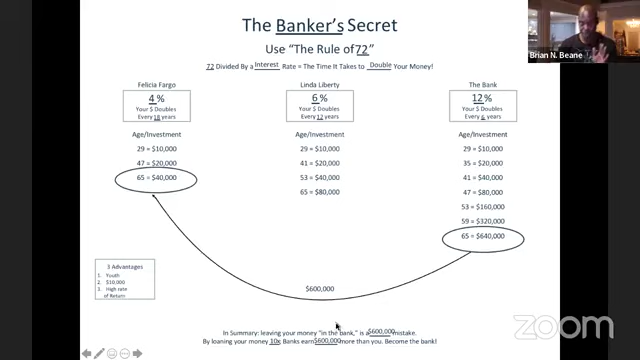 The Banker's Secret
Brian N. Beane
Use "The Rule of 72"
72 Divided By a Interest Rate = The Time It Takes to Double Your Money!
Felicia Fargo
4 %
Your $ Doubles
Every 18 years
Age/Investment
29 = $10,000
47 = $20,000
65 = $40,000
Linda Liberty
6 %
Your $ Doubles
Every 12 years
Age/Investment
29 = $10,000
41 = $20,000
53 = $40,000
65 = $80,000
The Bank
12 %
Your $ Doubles
Every 6 years
Age/Investment
29 = $10,000
35 = $20,000
41 = $40,000
47 = $80,000
53 = $160,000
59 = $320,000
65 = $640,000
3 Advantages
1. Youth
2. $10,000
3. High rate
of Return
$600,000
In Summary: leaving your money "in the bank," is a $600,000 mistake.
By loaning your money 10x Banks earn $600,000 more than you. Become the bank!
zoom